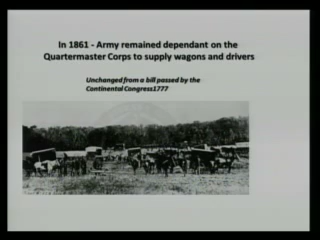 In 1861 - Army remained dependant on the
Quartermaster Corps to supply wagons and drivers
Unchanged from a bill passed by the
Continental Congress1777